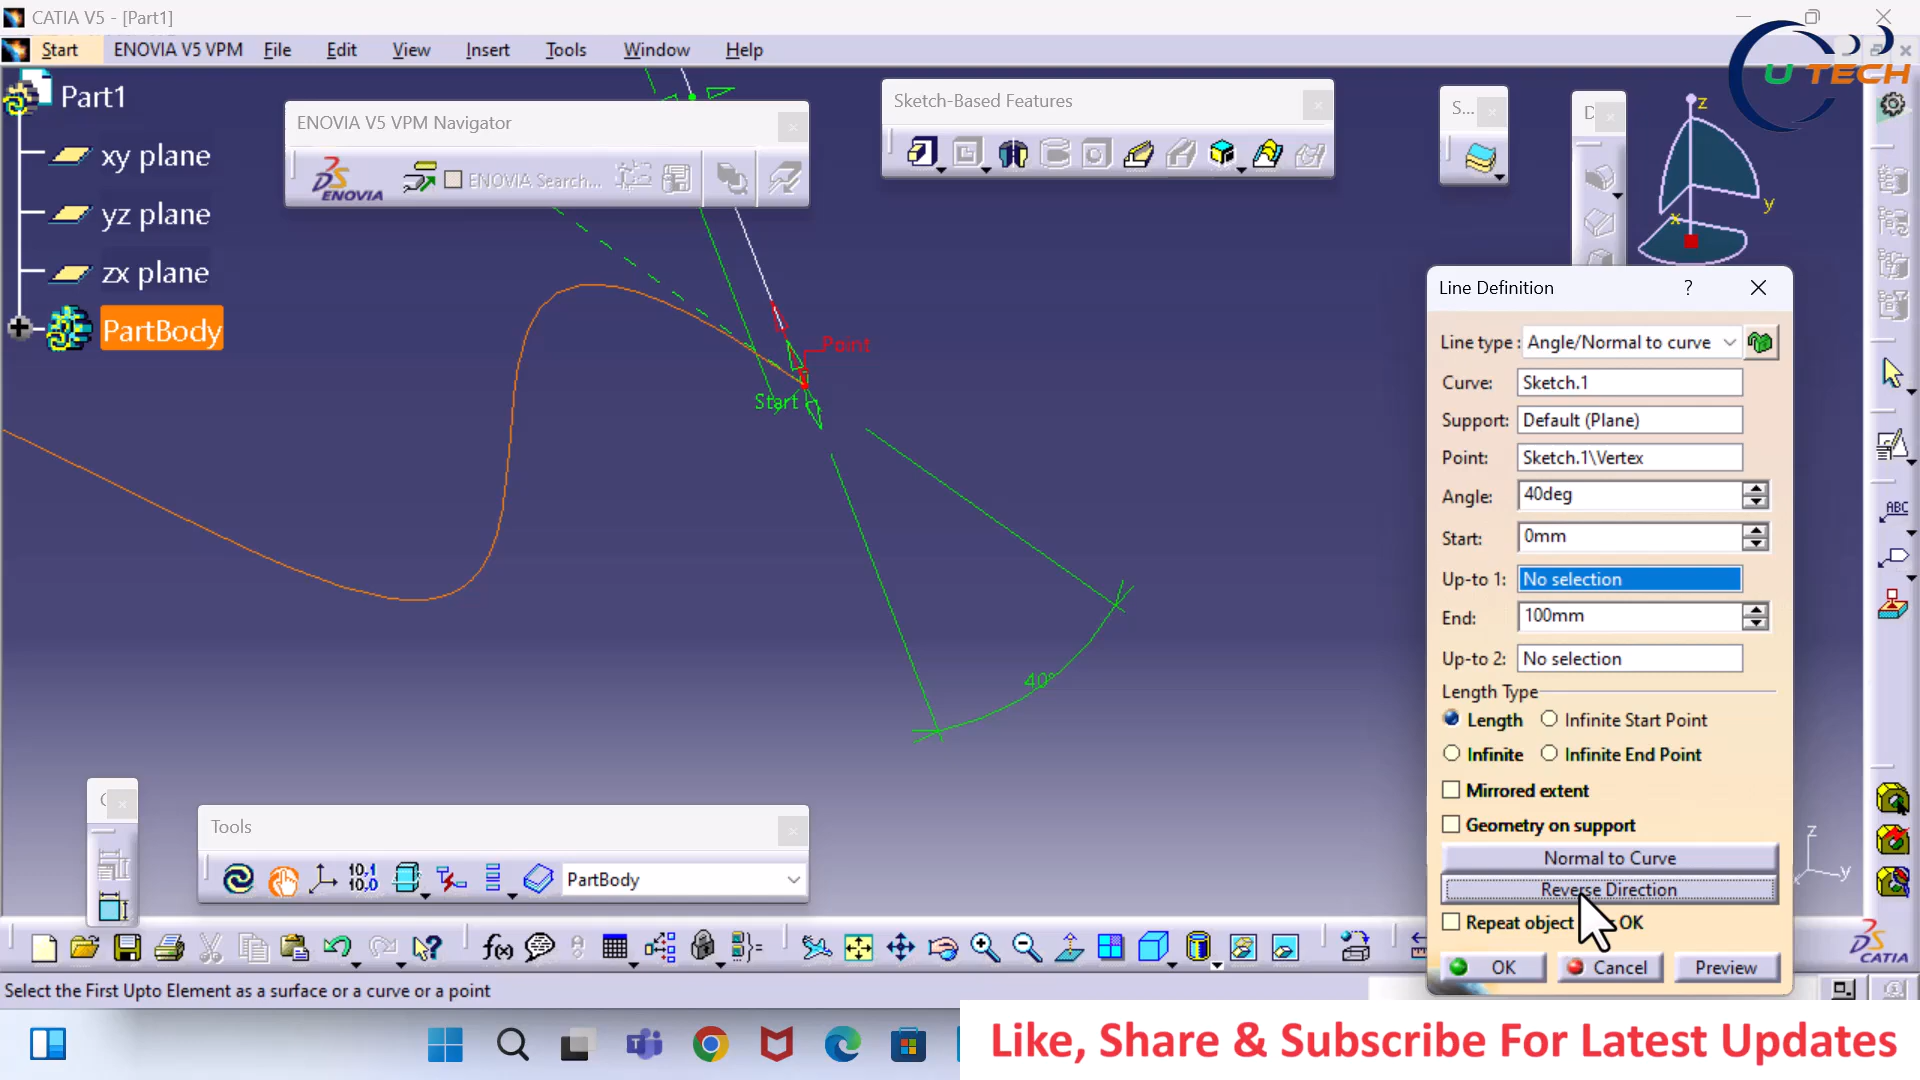 CATIA V5 - [Part1]
Start ENOVIA V5 VPM File Edit View Insert Tools Window Help
U TECH
Part1
xy plane
yz plane
zx plane
PartBody
ENOVIA V5 VPM Navigator
ENOVIA
ENOVIA Search...
Sketch-Based Features
S...
D
z
y
x
Point
Start
40°
Line Definition ?
Line type : Angle/Normal to curve
Curve: Sketch.1
Support: Default (Plane)
Point: Sketch.1\Vertex
Angle: 40deg
Start: 0mm
Up-to 1: No selection
End: 100mm
Up-to 2: No selection
Length Type
Length Infinite Start Point
Infinite Infinite End Point
Mirrored extent
Geometry on support
Normal to Curve
Reverse Direction
Repeat object OK
OK Cancel Preview
ABC
z
y
Tools
10,1
10,0
PartBody
f(x)
CATIA
Select the First Upto Element as a surface or a curve or a point
Like, Share & Subscribe For Latest Updates